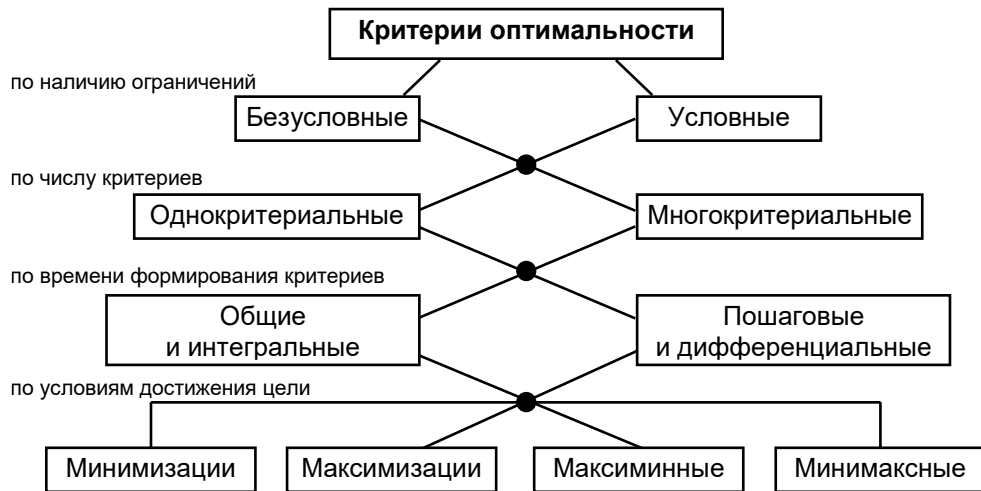 Критерии оптимальности
по наличию ограничений
Безусловные
Условные
по числу критериев
Однокритериальные
Многокритериальные
по времени формирования критериев
Общие
и интегральные
Пошаговые
и дифференциальные
по условиям достижения цели
Минимизации
Максимизации
Максиминные
Минимаксные